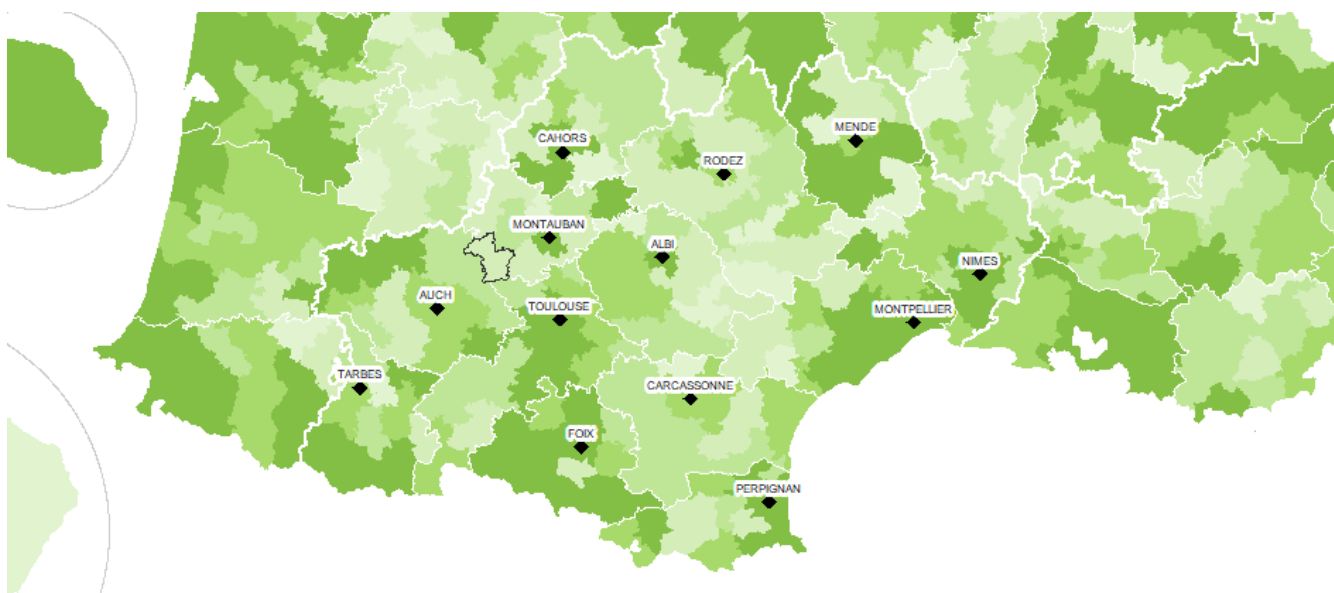 MENDE
CAHORS
RODEZ
MONTAUBAN
ALBI
NIMES
AUCH
TOULOUSE
MONTPELLIER
TARBES
CARCASSONNE
FOIX
PERPIGNAN